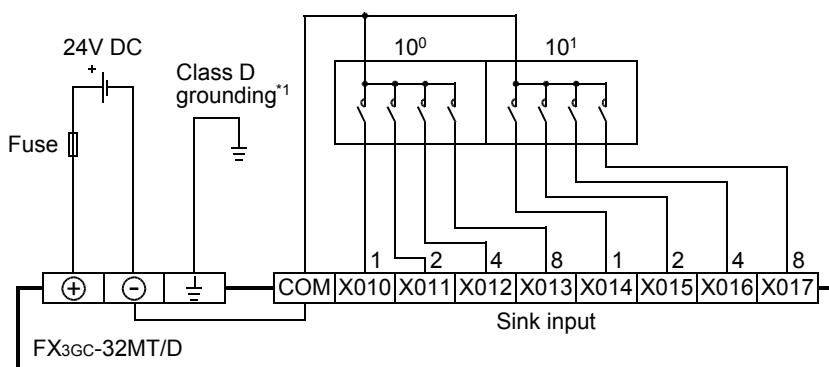 10⁰ 10¹
24V DC
+
Class D
grounding*1
Fuse
1 2 4 8 1 2 4 8
+ - COM X010 X011 X012 X013 X014 X015 X016 X017
Sink input
FX3GC-32MT/D